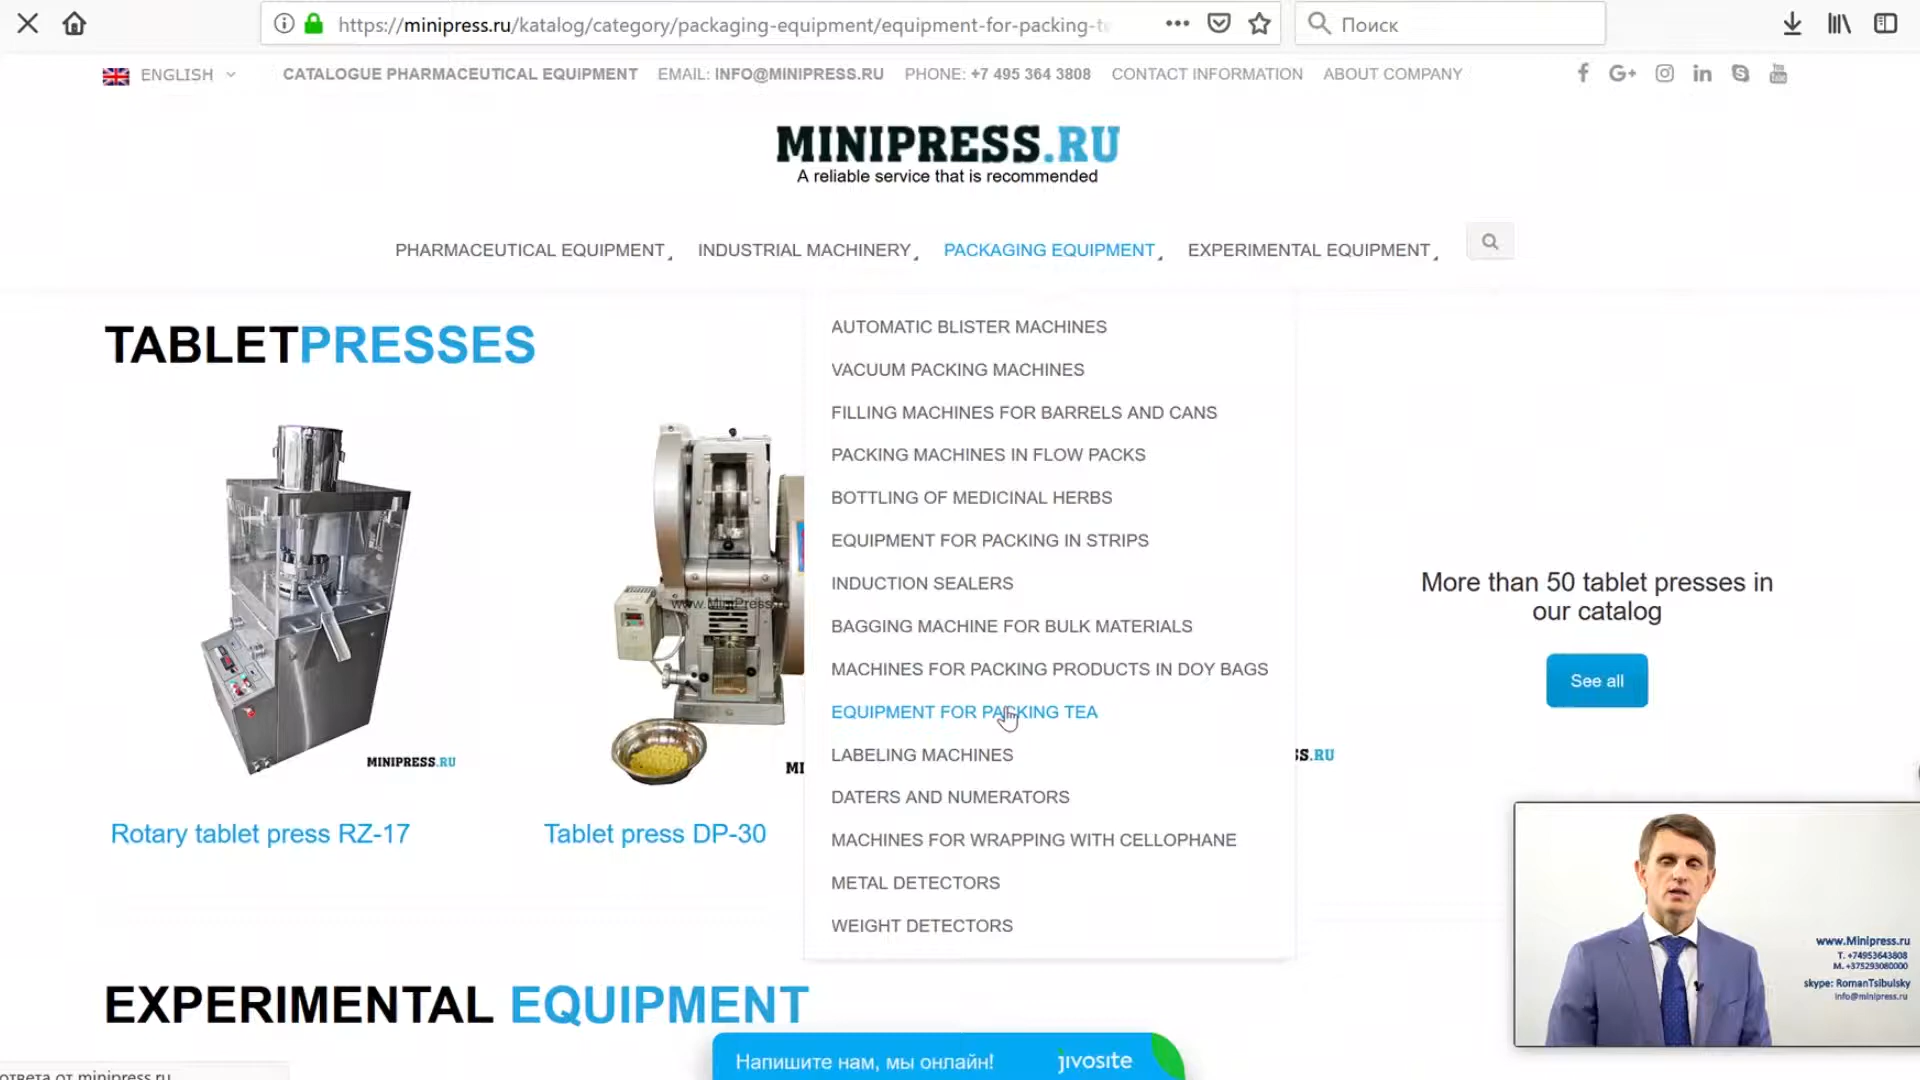 https://minipress.ru/katalog/category/packaging-equipment/equipment-for-packing-t
Поиск
ENGLISH
CATALOGUE PHARMACEUTICAL EQUIPMENT
EMAIL: INFO@MINIPRESS.RU
PHONE: +7 495 364 3808
CONTACT INFORMATION
ABOUT COMPANY
You Tube
MINIPRESS.RU
A reliable service that is recommended
PHARMACEUTICAL EQUIPMENT
INDUSTRIAL MACHINERY
PACKAGING EQUIPMENT
EXPERIMENTAL EQUIPMENT
TABLETPRESSES
AUTOMATIC BLISTER MACHINES
VACUUM PACKING MACHINES
FILLING MACHINES FOR BARRELS AND CANS
PACKING MACHINES IN FLOW PACKS
BOTTLING OF MEDICINAL HERBS
EQUIPMENT FOR PACKING IN STRIPS
INDUCTION SEALERS
BAGGING MACHINE FOR BULK MATERIALS
MACHINES FOR PACKING PRODUCTS IN DOY BAGS
EQUIPMENT FOR PACKING TEA
LABELING MACHINES
DATERS AND NUMERATORS
MACHINES FOR WRAPPING WITH CELLOPHANE
METAL DETECTORS
WEIGHT DETECTORS
www.MiniPress.r
MINIPRESS.RU
MI
S.RU
More than 50 tablet presses in
our catalog
See all
Rotary tablet press RZ-17
Tablet press DP-30
www.Minipress.ru
T. +74953643808
M. +375293080000
skype: RomanTsibulsky
info@minipress.ru
EXPERIMENTAL EQUIPMENT
Напишите нам, мы онлайн!
jivosite
ответа от minipress.ru